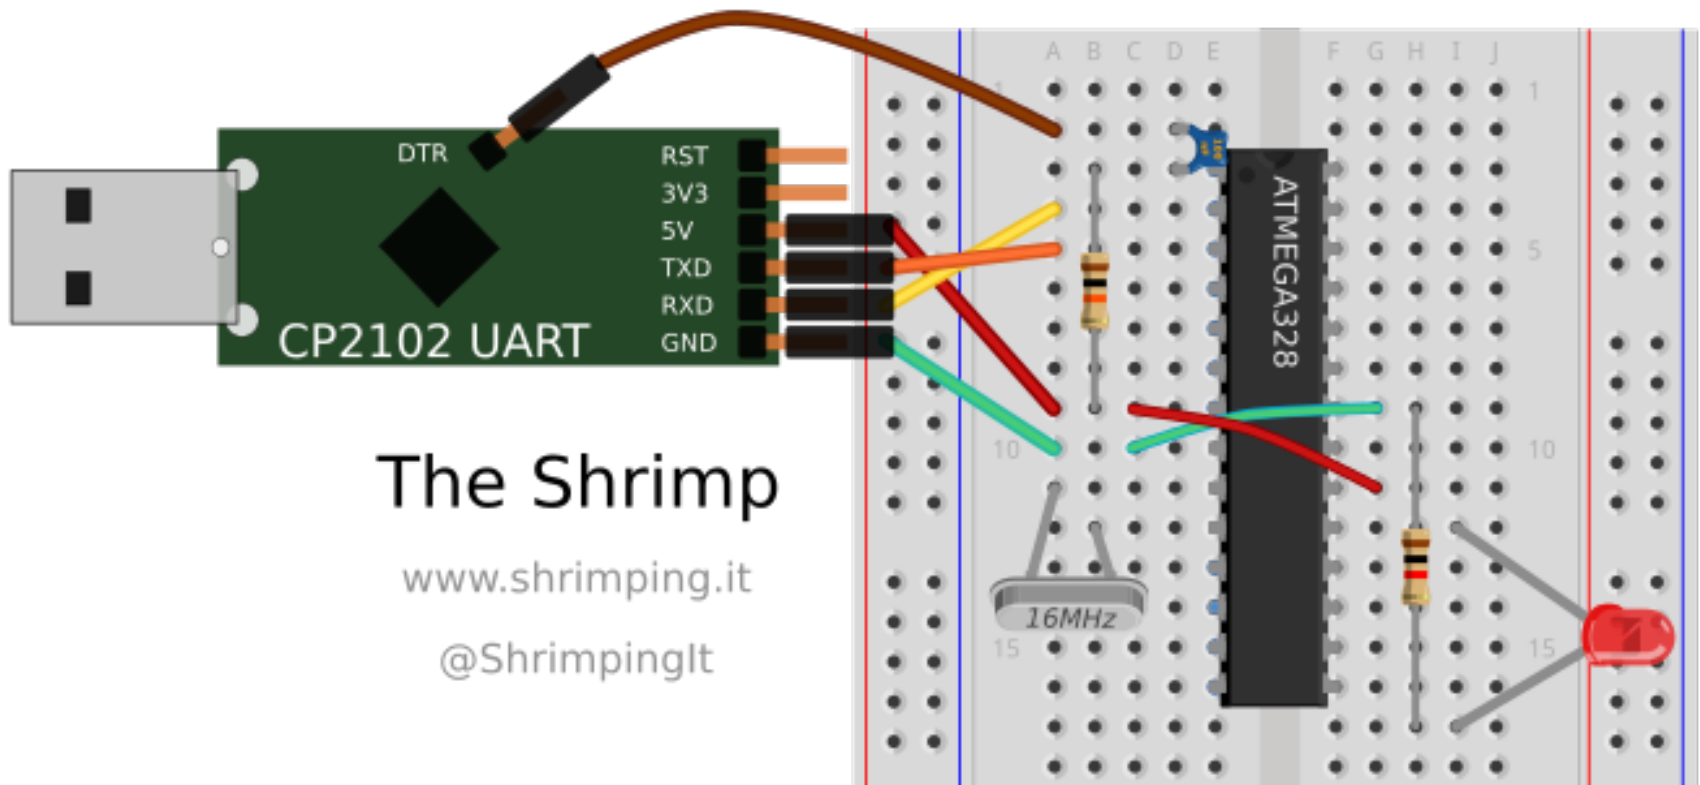 A B C D E F G H I J
1 1
DTR
RST
3V3
5V
TXD
RXD
GND
CP2102 UART
5
ATMEGA328
The Shrimp
10 10
www.shrimping.it
16MHz
@ShrimpingIt
15 15